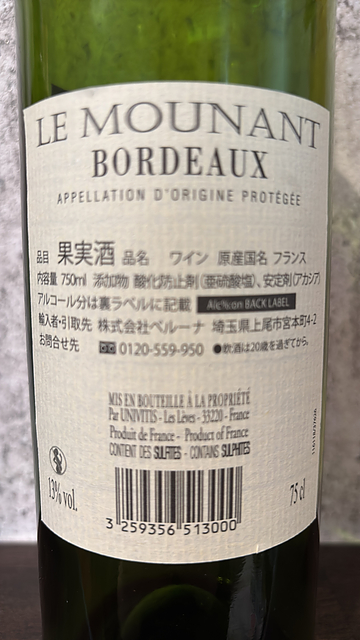 LE MOUNANT
BORDEAUX
APPELLATION D'ORIGINE PROTÉGÉE
品目 果実酒 品名 ワイン 原産国名 フランス
内容量 750ml 添加物 酸化防止剤(亜硫酸塩)、安定剤(アカシア)
アルコール分は裏ラベルに記載 Alc% on BACK LABEL
輸入者・引取先 株式会社ベルーナ 埼玉県上尾市宮本町4-2
お問合せ先 0120-559-950 ●飲酒は20歳を過ぎてから。
MIS EN BOUTEILLE À LA PROPRIÉTÉ
Par UNIVITIS - Les Lèves - 33220 - France
Produit de France - Product of France
CONTENT DES SULFITES - CONTAINS SULPHITES
13% vol.
75 cl
3 259356 513000